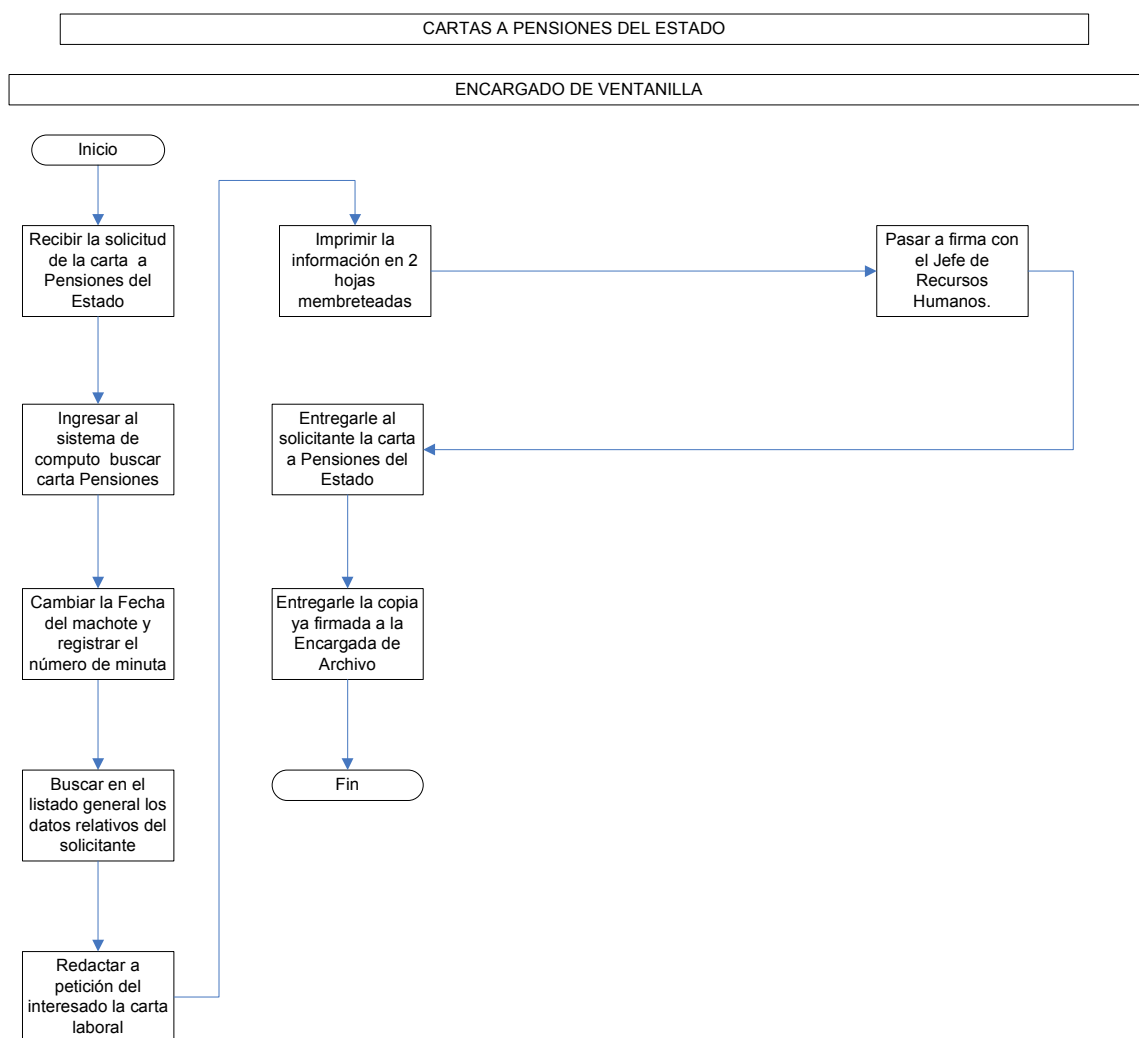 CARTAS A PENSIONES DEL ESTADO
ENCARGADO DE VENTANILLA
Inicio
Recibir la solicitud
de la carta a
Pensiones del
Estado
Ingresar al
sistema de
computo buscar
carta Pensiones
Cambiar la Fecha
del machote y
registrar el
número de minuta
Buscar en el
listado general los
datos relativos del
solicitante
Redactar a
petición del
interesado la carta
laboral
Imprimir la
información en 2
hojas
membreteadas
Pasar a firma con
el Jefe de
Recursos
Humanos.
Entregarle al
solicitante la carta
a Pensiones del
Estado
Entregarle la copia
ya firmada a la
Encargada de
Archivo
Fin